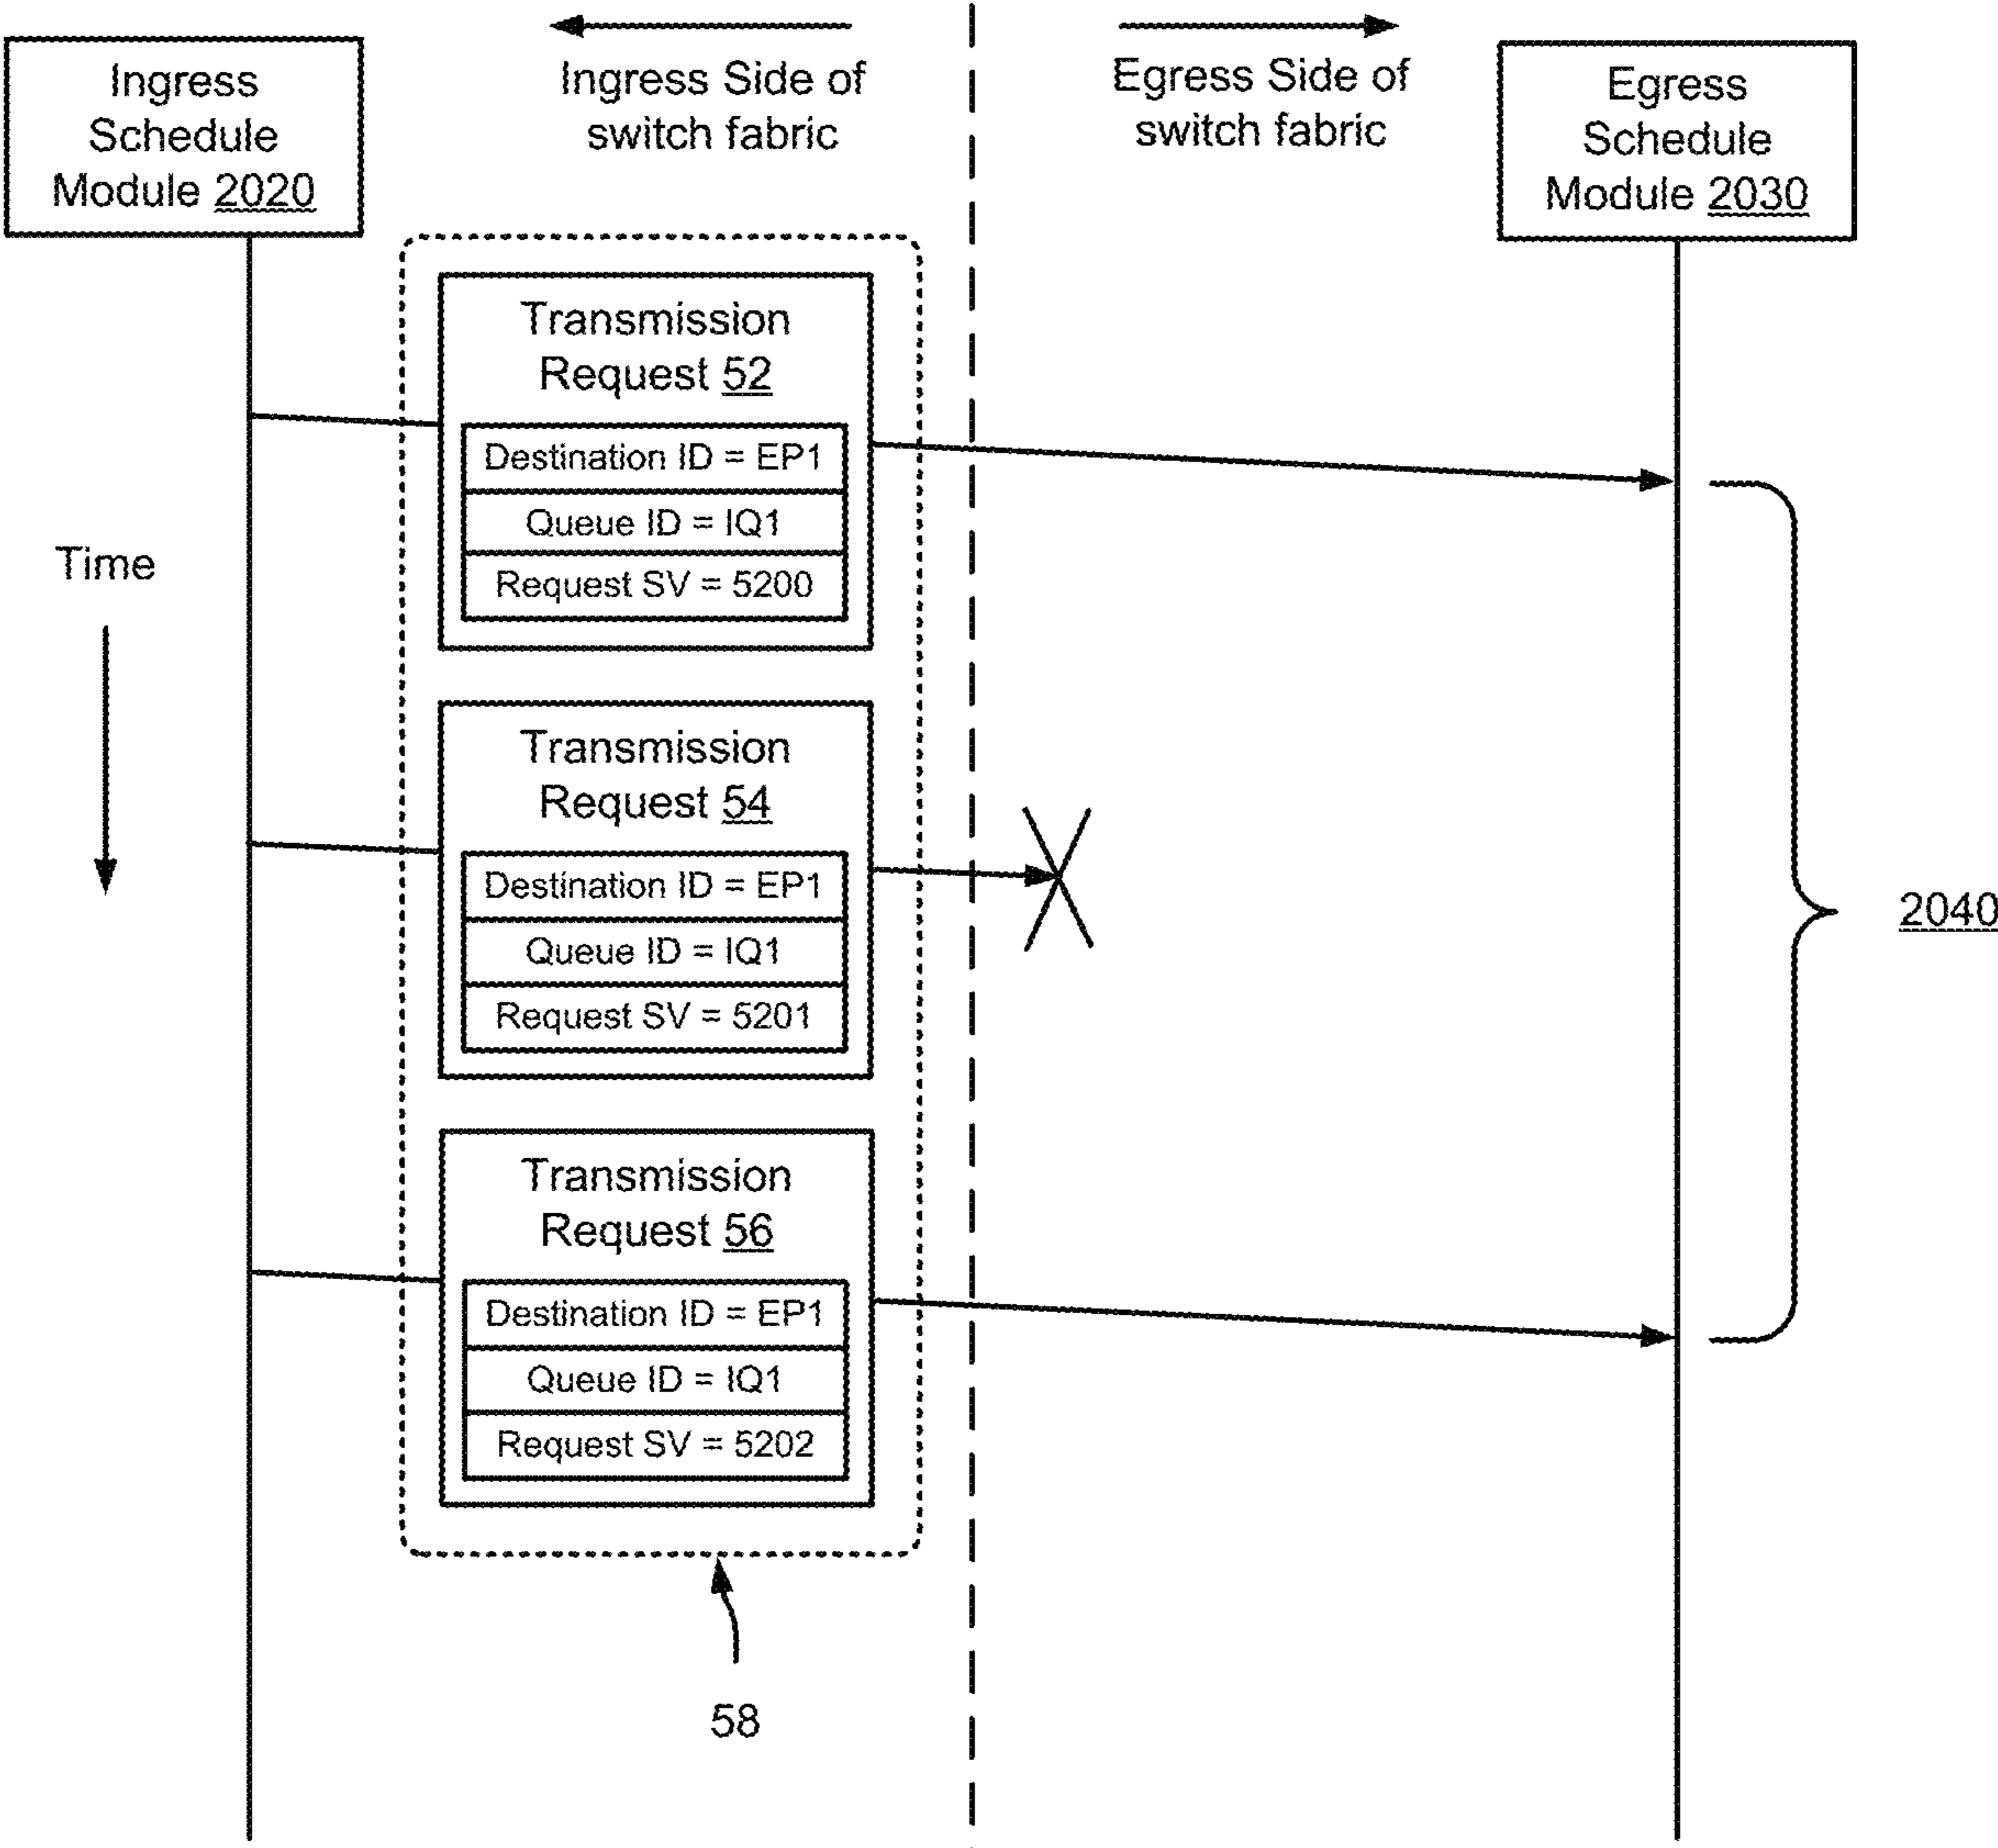 Ingress
Schedule
Module 2020
Ingress Side of
switch fabric
Egress Side of
switch fabric
Egress
Schedule
Module 2030
Transmission
Request 52
Destination ID = EP1
Queue ID = IQ1
Request SV = 5200
Time
Transmission
Request 54
Destination ID = EP1
Queue ID = IQ1
Request SV = 5201
2040
Transmission
Request 56
Destination ID = EP1
Queue ID = IQ1
Request SV = 5202
58